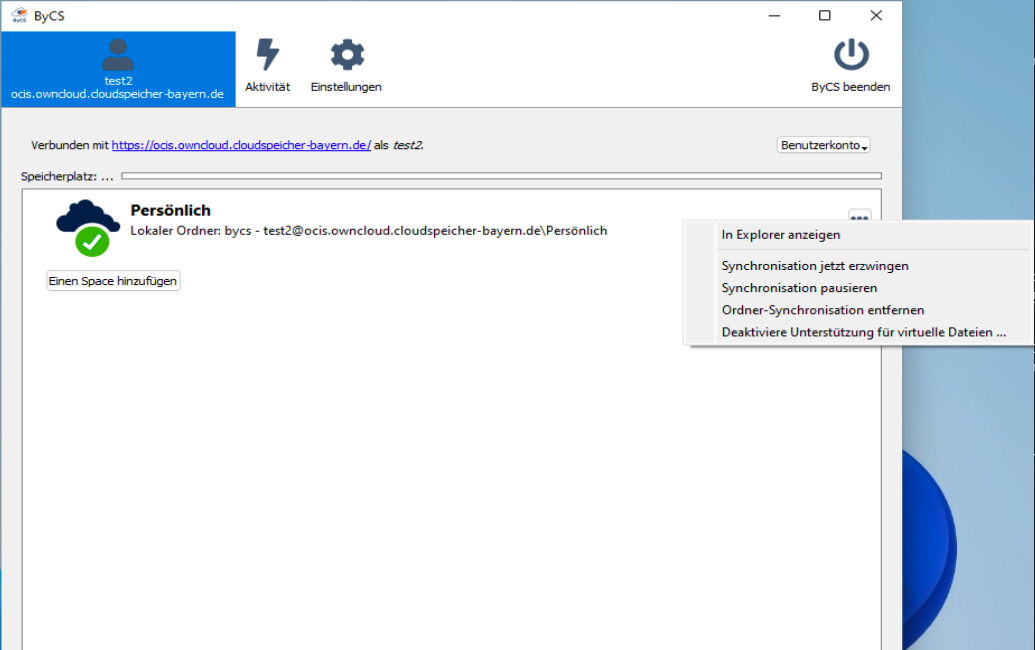 ByCS
ByCS
test2
ocis.owncloud.cloudspeicher-bayern.de
Aktivität
Einstellungen
ByCS beenden
Verbunden mit https://ocis.owncloud.cloudspeicher-bayern.de/ als test2.
Benutzerkonto
Speicherplatz: ...
Persönlich
Lokaler Ordner: bycs - test2@ocis.owncloud.cloudspeicher-bayern.de\Persönlich
Einen Space hinzufügen
In Explorer anzeigen
Synchronisation jetzt erzwingen
Synchronisation pausieren
Ordner-Synchronisation entfernen
Deaktiviere Unterstützung für virtuelle Dateien ...